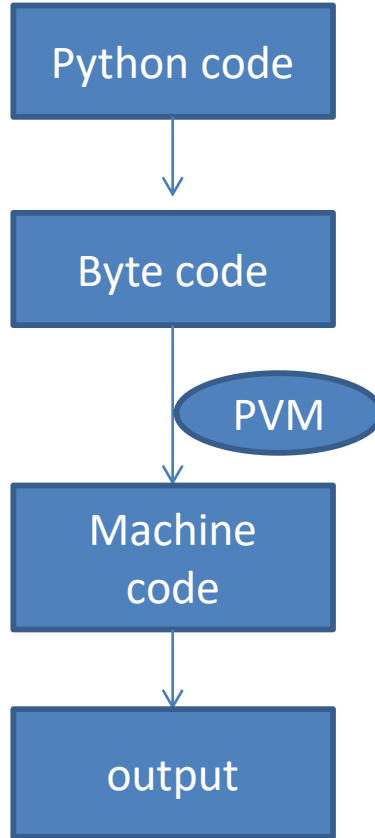 Python code
Byte code
PVM
Machine
code
output